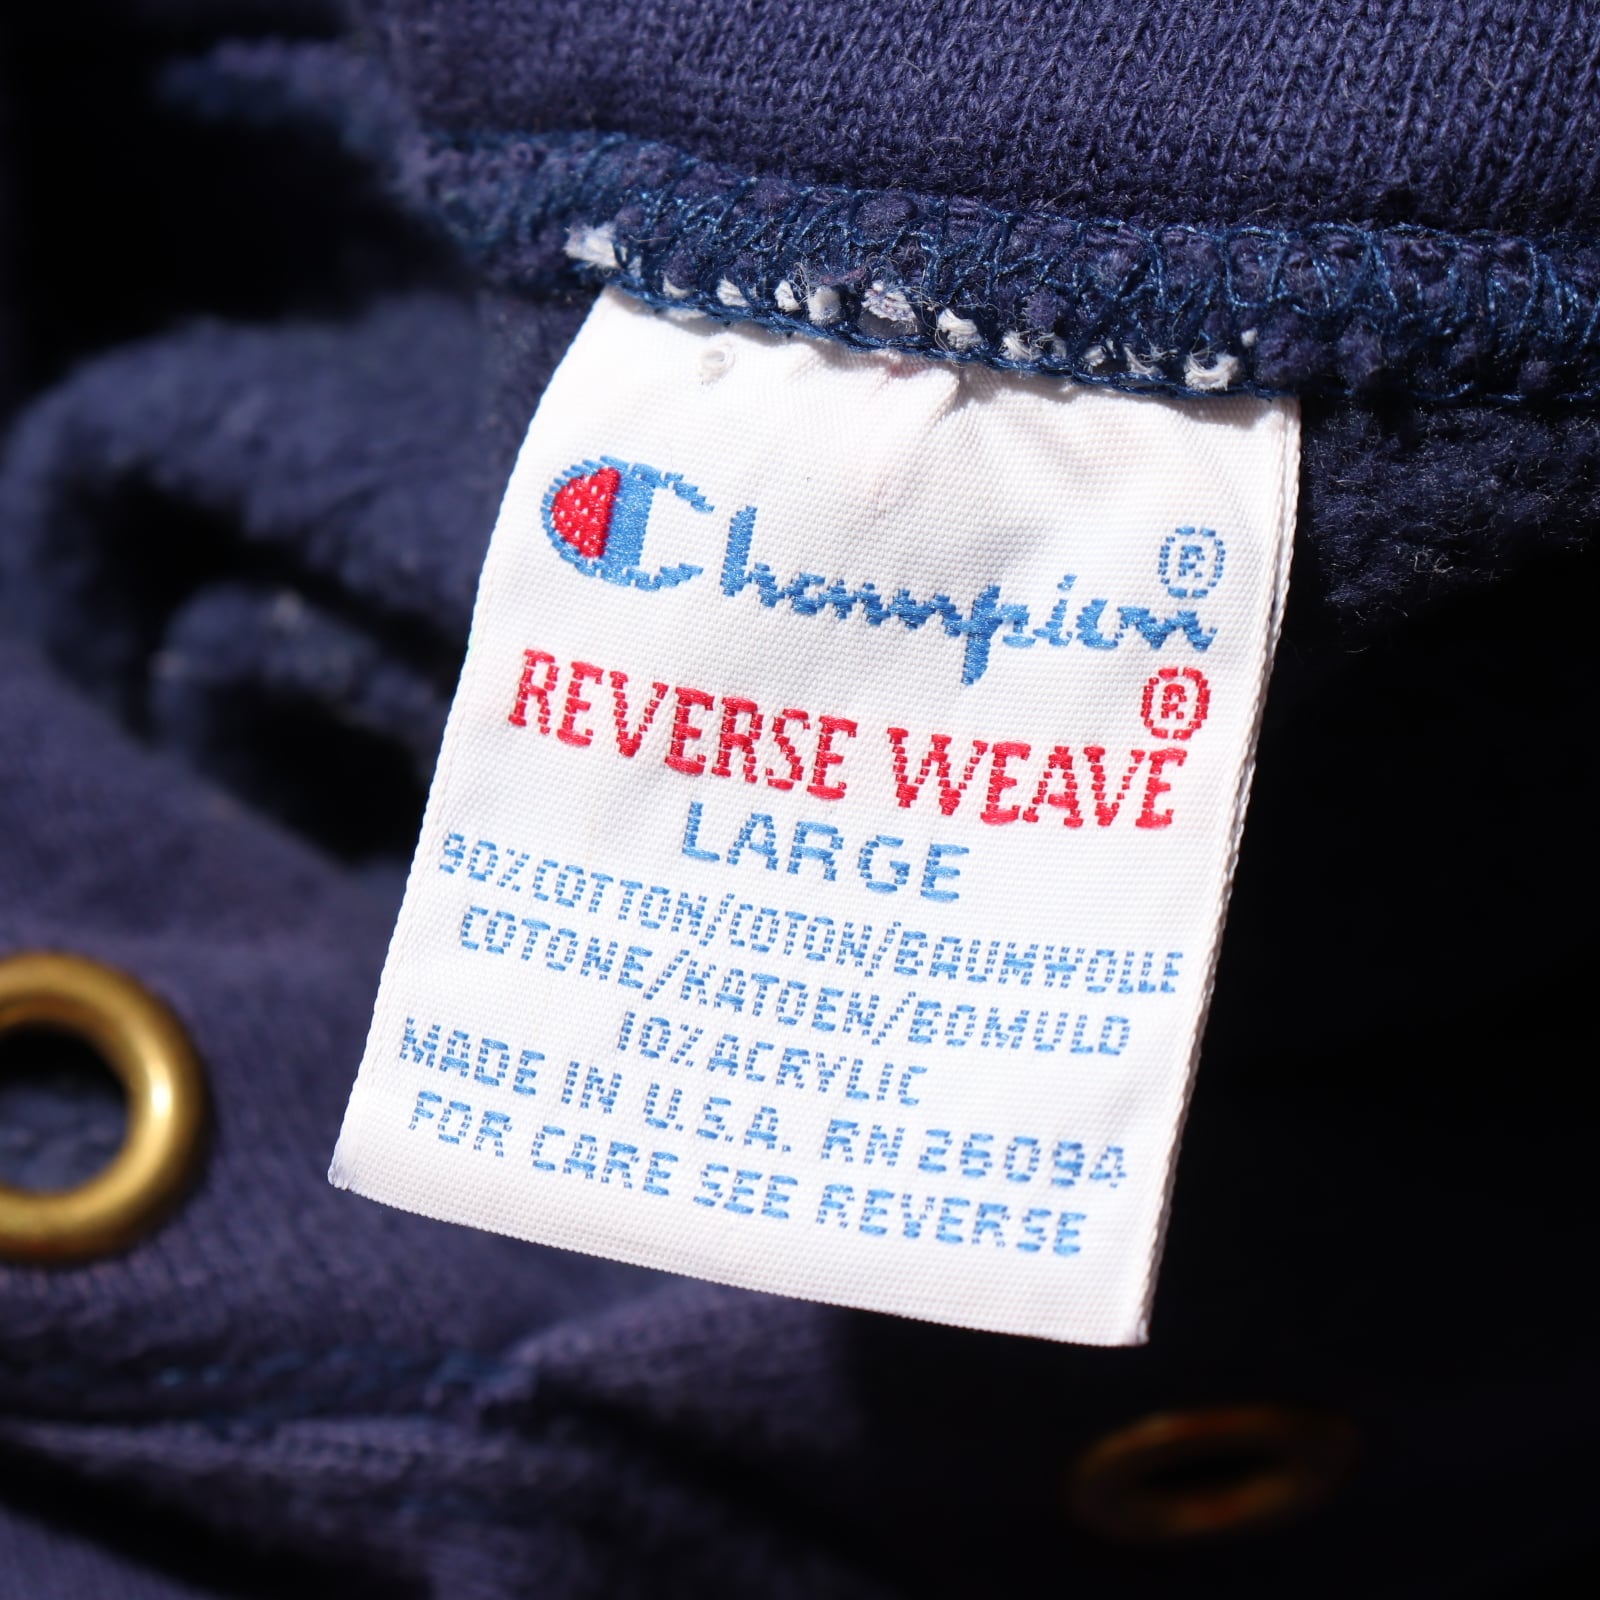 Champion®
REVERSE WEAVE®
LARGE
90%COTTON/COTON/BAUMWOLLE
COTONE/KATOEN/BOMULD
10%ACRYLIC
MADE IN U.S.A. RN 26094
FOR CARE SEE REVERSE